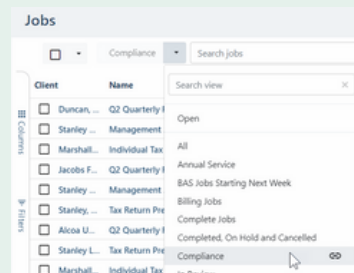 Jobs
Compliance
Search jobs
Client Name
Search view
Duncan, ... Q2 Quarterly
Stanley ... Management
Marshall... Individual Tax
Jacobs F... Q2 Quarterly
Stanley ... Management
Stanley, ... Tax Return Pre
Alcoa U... Q2 Quarterly
Stanley L... Tax Return Pre
Marshall... Individual Tax
Columns
Filters
Open
All
Annual Service
BAS Jobs Starting Next Week
Billing Jobs
Complete Jobs
Completed, On Hold and Cancelled
Compliance